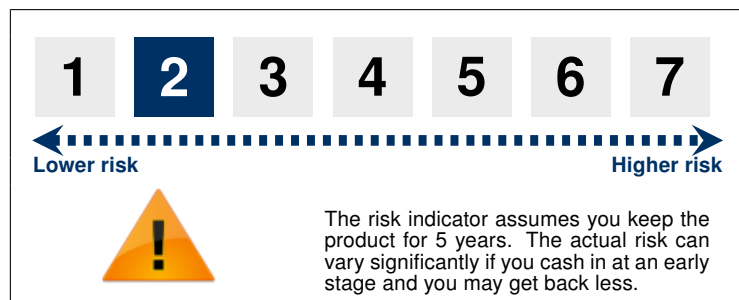 1 2 3 4 5 6 7
Lower risk Higher risk
!
The risk indicator assumes you keep the
product for 5 years. The actual risk can
vary significantly if you cash in at an early
stage and you may get back less.